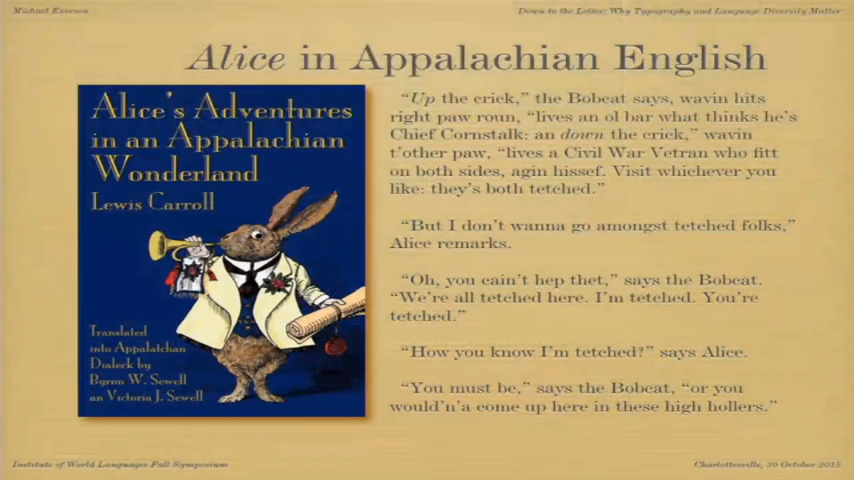 Michael Everson
Down to the Letter: Why Typography and Language Diversity Matter
Alice in Appalachian English
Alice's Adventures
in an Appalachian
Wonderland
Lewis Carroll
Translated
into Appalatchan
Dialeck by
Byron W. Sewell
an Victoria J. Sewell
“Up the crick,” the Bobcat says, wavin hits
right paw roun, “lives an ol bar what thinks he's
Chief Cornstalk: an down the crick,” wavin
t'other paw, “lives a Civil War Vetran who fitt
on both sides, agin hissef. Visit whichever you
like: they's both tetched.”
“But I don't wanna go amongst tetched folks,”
Alice remarks.
“Oh, you cain't hep thet,” says the Bobcat.
“We're all tetched here. I'm tetched. You're
tetched.”
“How you know I'm tetched?” says Alice.
“You must be,” says the Bobcat, “or you
would'n'a come up here in these high hollers.”
Institute of World Languages Fall Symposium
Charlottesville, 30 October 2015